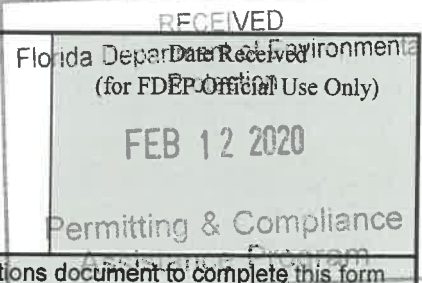 RECEIVED
Florida Department of Environmental
Date Received
Protection
(for FDEP Official Use Only)
FEB 12 2020
Permitting & Compliance
Assistance Program
tions document to complete this form